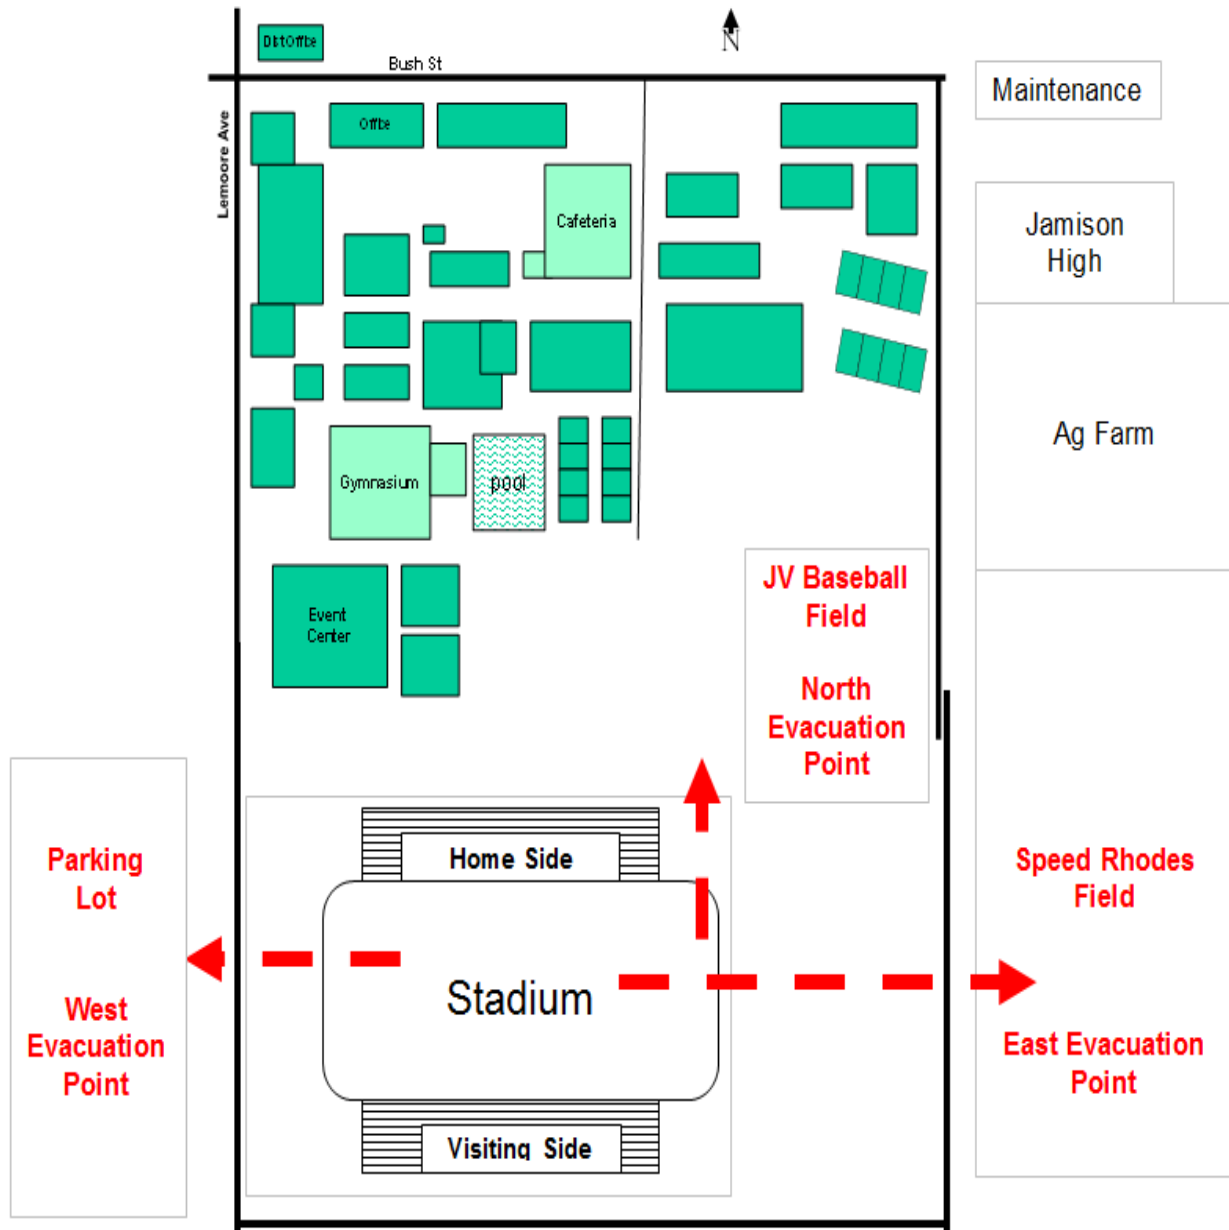 Dist Office
N
Bush St
Maintenance
Lemoore Ave
Office
Cafeteria
Jamison
High
Ag Farm
Gymnasium
pool
JV Baseball
Field
North
Evacuation
Point
Event
Center
Parking
Lot
West
Evacuation
Point
Home Side
Stadium
Visiting Side
Speed Rhodes
Field
East Evacuation
Point